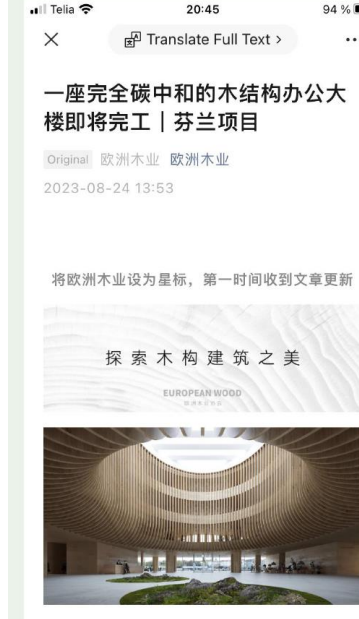 Telia
20:45
94 %
Translate Full Text >
一座完全碳中和的木结构办公大
楼即将完工｜芬兰项目
Original 欧洲木业 欧洲木业
2023-08-24 13:53
将欧洲木业设为星标，第一时间收到文章更新
探索木构建筑之美
EUROPEAN WOOD